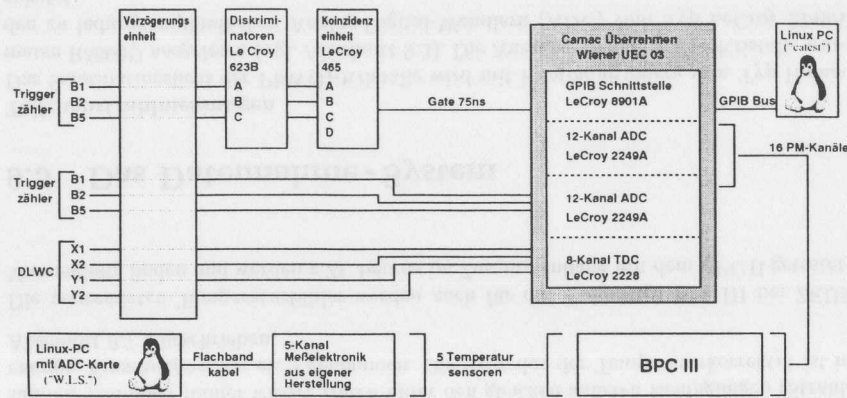 Verzögerungs
einheit
Diskrimi-
natoren
Le Croy
623B
A
B
C
Koinzidenz
einheit
LeCroy
465
A
B
C
D
Camac Überrahmen
Wiener UEC 03
Linux PC
("catest")
Trigger
zähler
B1
B2
B5
Gate 75ns
GPIB Schnittstelle
LeCroy 8901A
GPIB Bus
12-Kanal ADC
LeCroy 2249A
16 PM-Kanäle
Trigger
zähler
B1
B2
B5
12-Kanal ADC
LeCroy 2249A
DLWC
X1
X2
Y1
Y2
8-Kanal TDC
LeCroy 2228
Linux-PC
mit ADC-Karte
("W.L.S.")
Flachband
kabel
5-Kanal
Meßelektronik
aus eigener
Herstellung
5 Temperatur
sensoren
BPC III